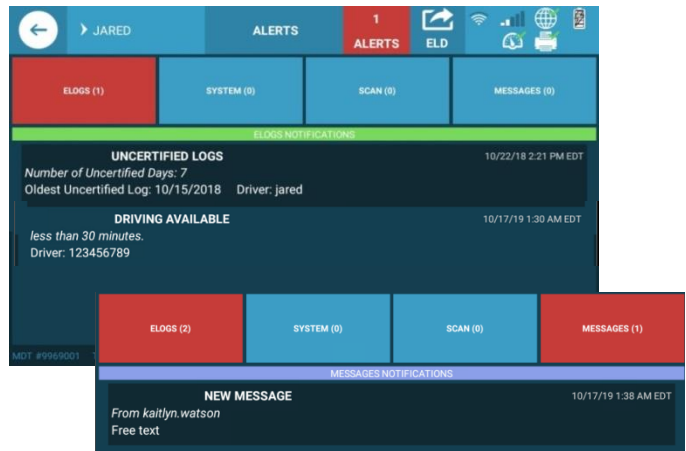 JARED
ALERTS
1
ALERTS
ELD
ELOGS (1)
SYSTEM (0)
SCAN (0)
MESSAGES (0)
ELOGS NOTIFICATIONS
UNCERTIFIED LOGS
10/22/18 2:21 PM EDT
Number of Uncertified Days: 7
Oldest Uncertified Log: 10/15/2018 Driver: jared
DRIVING AVAILABLE
10/17/19 1:30 AM EDT
less than 30 minutes.
Driver: 123456789
MDT #9969001
ELOGS (2)
SYSTEM (0)
SCAN (0)
MESSAGES (1)
MESSAGES NOTIFICATIONS
NEW MESSAGE
10/17/19 1:38 AM EDT
From kaitlyn.watson
Free text